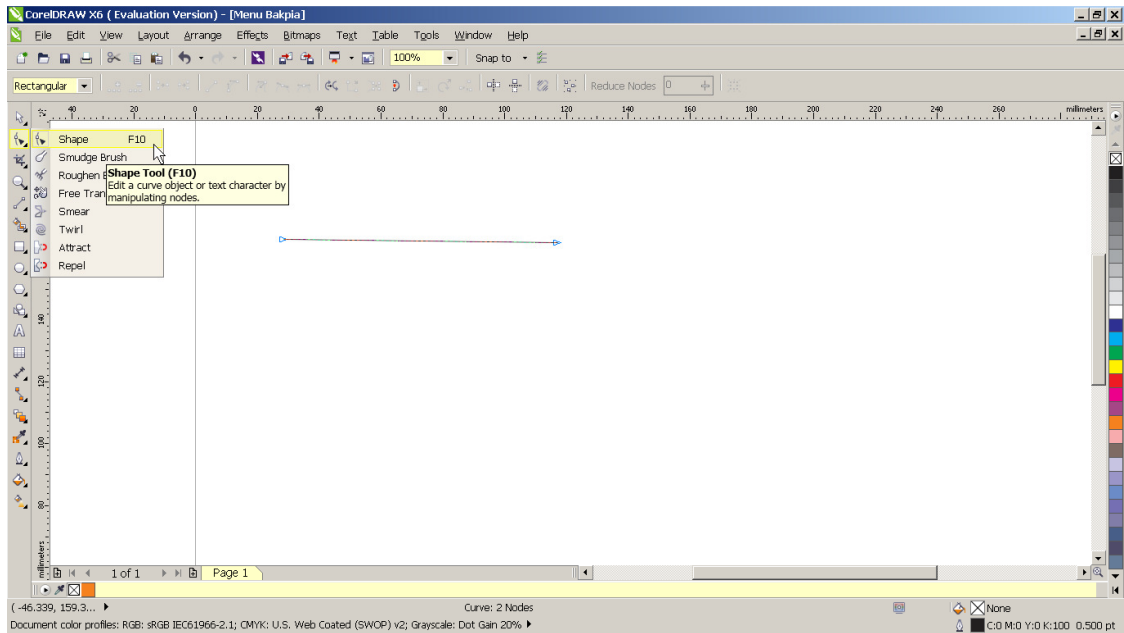 CorelDRAW X6 ( Evaluation Version) - [Menu Bakpia]
File Edit View Layout Arrange Effects Bitmaps Text Table Tools Window Help
100% Snap to
Rectangular Reduce Nodes 0
40 20 0 20 40 60 80 100 120 140 160 180 200 220 240 260 millimeters
Shape F10
Smudge Brush
Roughen B
Free Tran
Smear
Twirl
Attract
Repel
Shape Tool (F10)
Edit a curve object or text character by
manipulating nodes.
140
120
100
80
millimeters
1 of 1 Page 1
( -46.339, 159.3... Curve: 2 Nodes None
Document color profiles: RGB: sRGB IEC61966-2.1; CMYK: U.S. Web Coated (SWOP) v2; Grayscale: Dot Gain 20% C:0 M:0 Y:0 K:100 0.500 pt